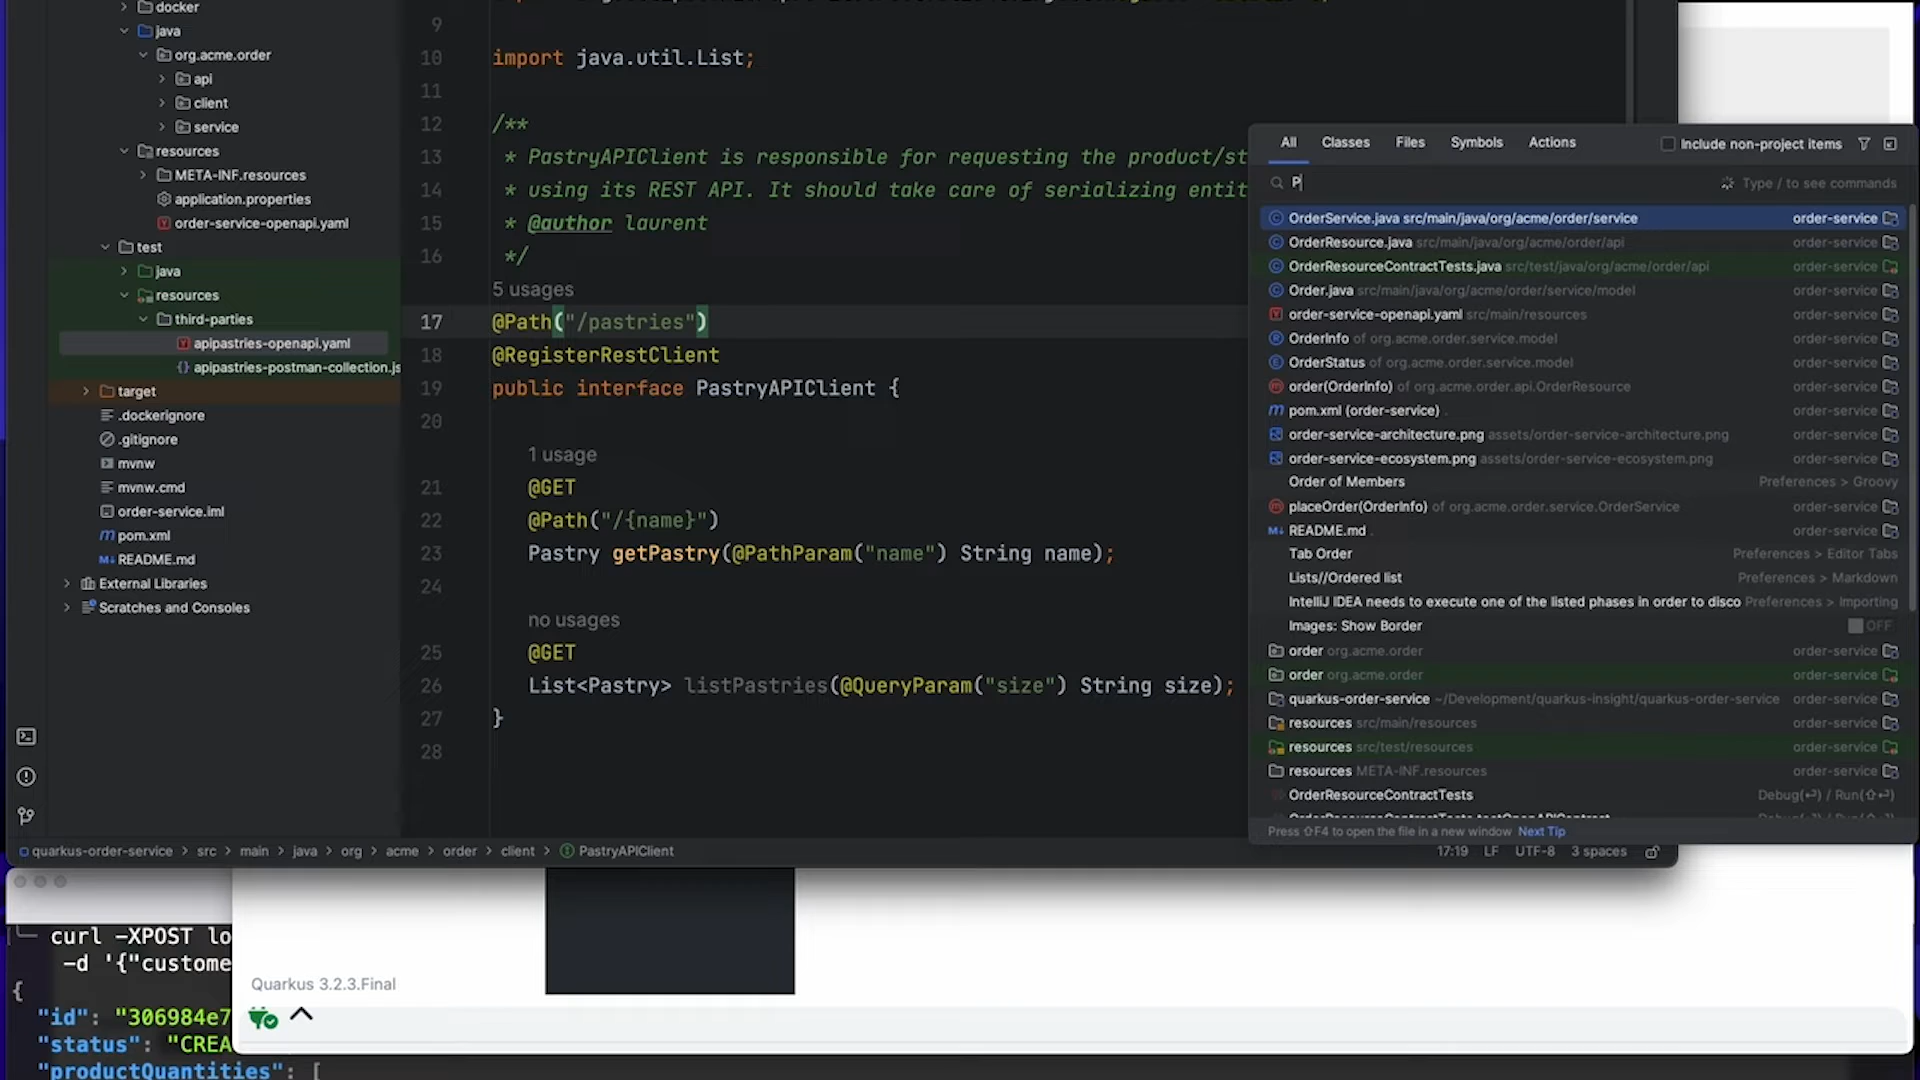 docker
java
org.acme.order
api
client
service
resources
META-INF.resources
application.properties
order-service-openapi.yaml
test
java
resources
third-parties
apipastries-openapi.yaml
apipastries-postman-collection.js
target
.dockerignore
.gitignore
mvnw
mvnw.cmd
order-service.iml
pom.xml
README.md
External Libraries
Scratches and Consoles
9
10 import java.util.List;
11
12 /**
13 * PastryAPIClient is responsible for requesting the product/st
14 * using its REST API. It should take care of serializing entit
15 * @author laurent
16 */
5 usages
17 @Path("/pastries")
18 @RegisterRestClient
19 public interface PastryAPIClient {
20
1 usage
21 @GET
22 @Path("/{name}")
23 Pastry getPastry(@PathParam("name") String name);
24
no usages
25 @GET
26 List<Pastry> listPastries(@QueryParam("size") String size);
27 }
28
All Classes Files Symbols Actions Include non-project items
P Type / to see commands
OrderService.java src/main/java/org/acme/order/service order-service
OrderResource.java src/main/java/org/acme/order/api order-service
OrderResourceContractTests.java src/test/java/org/acme/order/api order-service
Order.java src/main/java/org/acme/order/service/model order-service
order-service-openapi.yaml src/main/resources order-service
OrderInfo of org.acme.order.service.model order-service
OrderStatus of org.acme.order.service.model order-service
order(OrderInfo) of org.acme.order.api.OrderResource order-service
pom.xml (order-service) . order-service
order-service-architecture.png assets/order-service-architecture.png order-service
order-service-ecosystem.png assets/order-service-ecosystem.png order-service
Order of Members Preferences > Groovy
placeOrder(OrderInfo) of org.acme.order.service.OrderService order-service
README.md . order-service
Tab Order Preferences > Editor Tabs
Lists//Ordered list Preferences > Markdown
IntelliJ IDEA needs to execute one of the listed phases in order to disco Preferences > Importing
Images: Show Border OFF
order org.acme.order order-service
order org.acme.order order-service
quarkus-order-service ~/Development/quarkus-insight/quarkus-order-service order-service
resources src/main/resources order-service
resources src/test/resources order-service
resources META-INF.resources order-service
OrderResourceContractTests Debug(⏎) / Run(⇧⏎)
Press ⇧F4 to open the file in a new window Next Tip
quarkus-order-service > src > main > java > org > acme > order > client > PastryAPIClient
17:19 LF UTF-8 3 spaces
curl -XPOST lo
-d '{"custome
{
"id": "306984e7
"status": "CREA
"productQuantities": [
Quarkus 3.2.3.Final